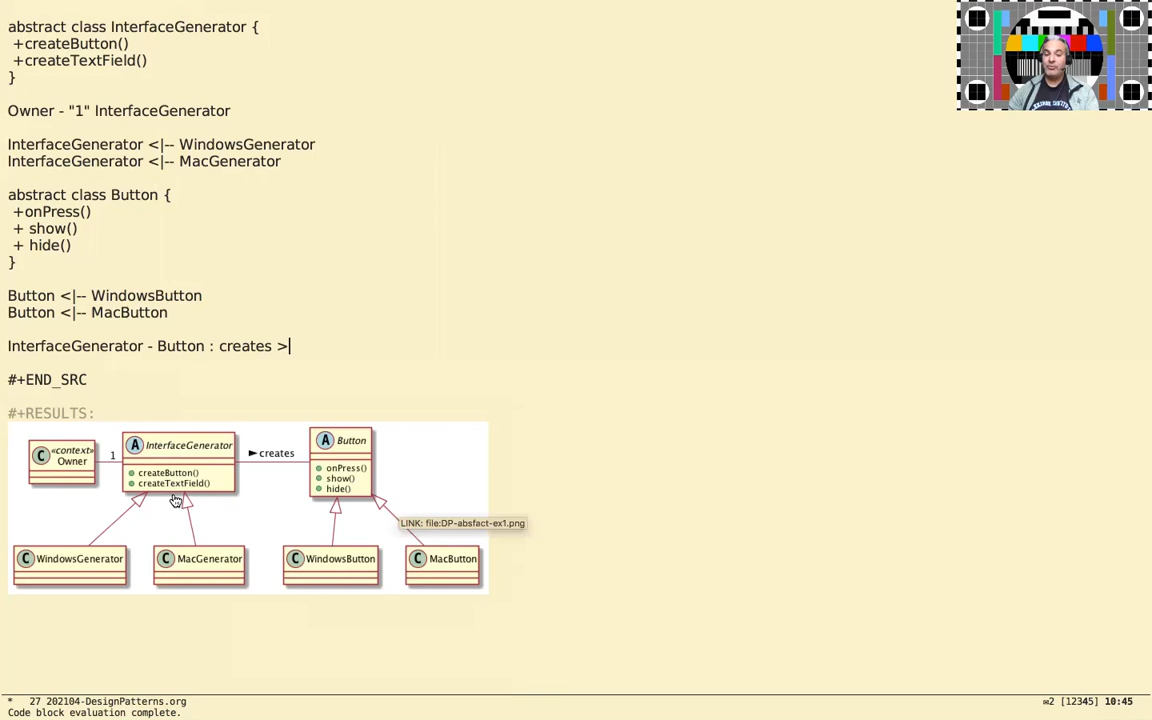 abstract class InterfaceGenerator {
+createButton()
+createTextField()
}
Owner - "1" InterfaceGenerator
InterfaceGenerator <|-- WindowsGenerator
InterfaceGenerator <|-- MacGenerator
abstract class Button {
+onPress()
+ show()
+ hide()
}
Button <|-- WindowsButton
Button <|-- MacButton
InterfaceGenerator - Button : creates >
#+END_SRC
#+RESULTS:
C «context» Owner
1
A InterfaceGenerator
createButton()
createTextField()
► creates
A Button
onPress()
show()
hide()
LINK: file:DP-absfact-ex1.png
C WindowsGenerator
C MacGenerator
C WindowsButton
C MacButton
* 27 202104-DesignPatterns.org ✉2 [12345] 10:45
Code block evaluation complete.